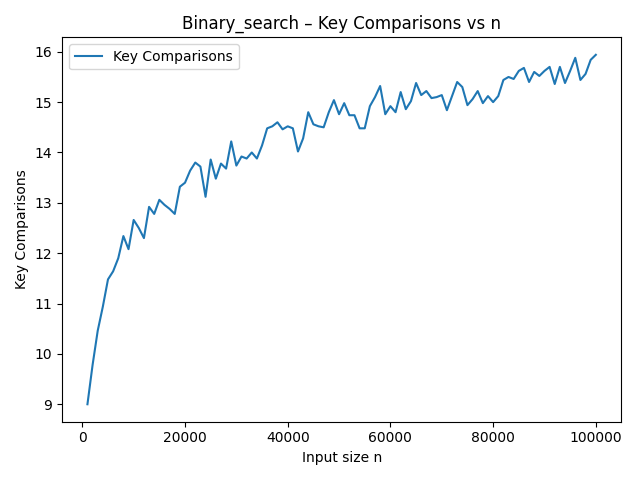 Binary_search – Key Comparisons vs n
Key Comparisons
Key Comparisons
16
15
14
13
12
11
10
9
0 20000 40000 60000 80000 100000
Input size n